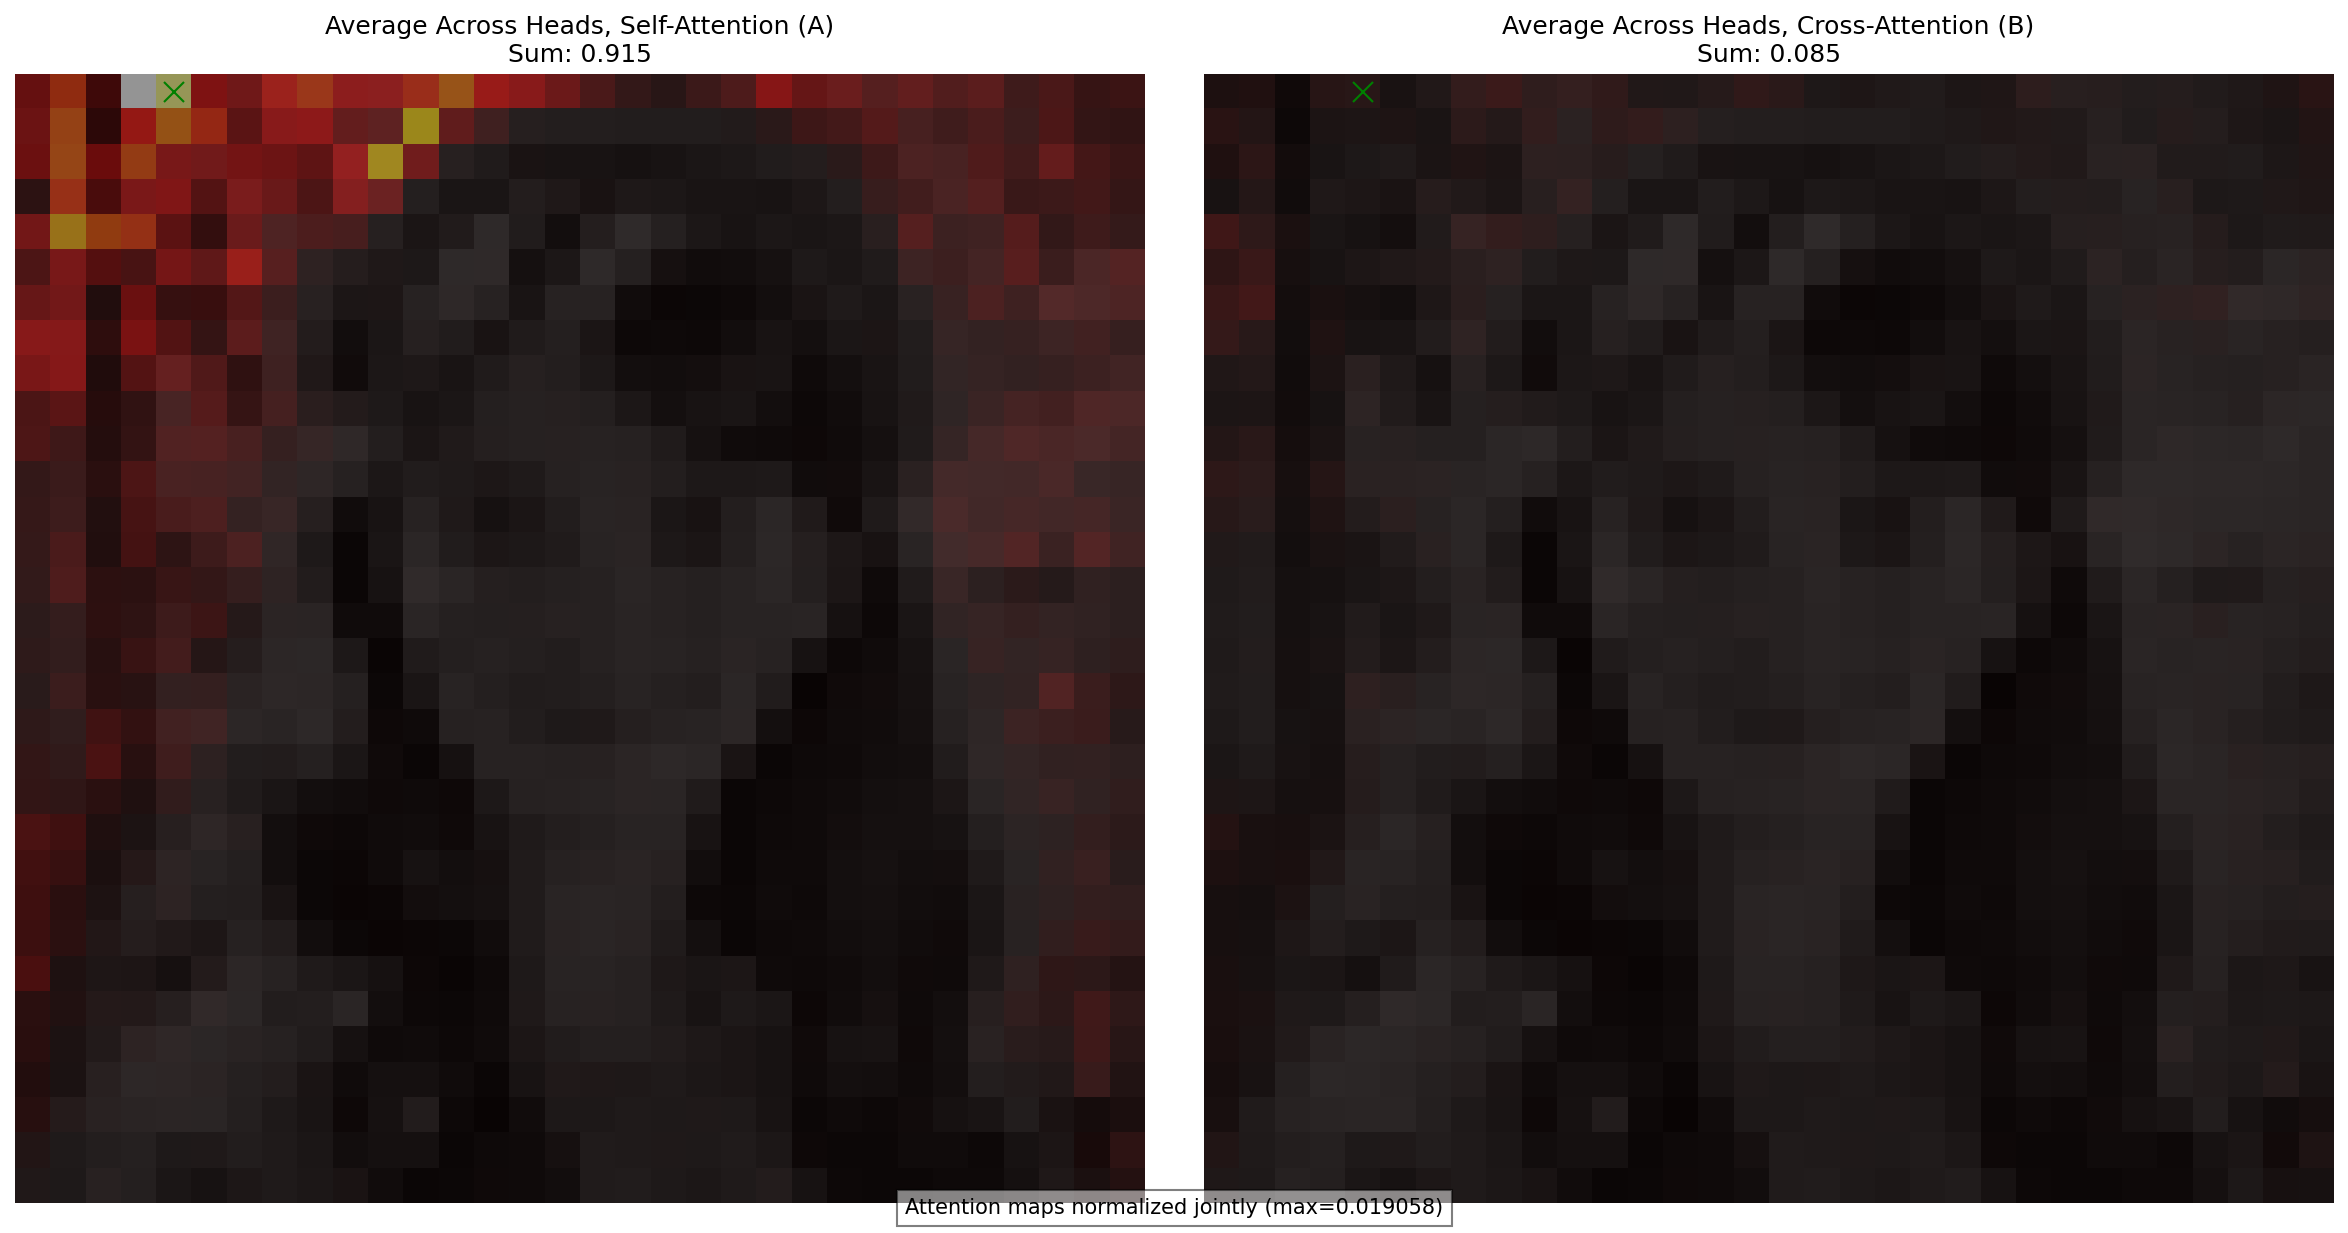 Average Across Heads, Self-Attention (A)
Sum: 0.915
Average Across Heads, Cross-Attention (B)
Sum: 0.085
Attention maps normalized jointly (max=0.019058)